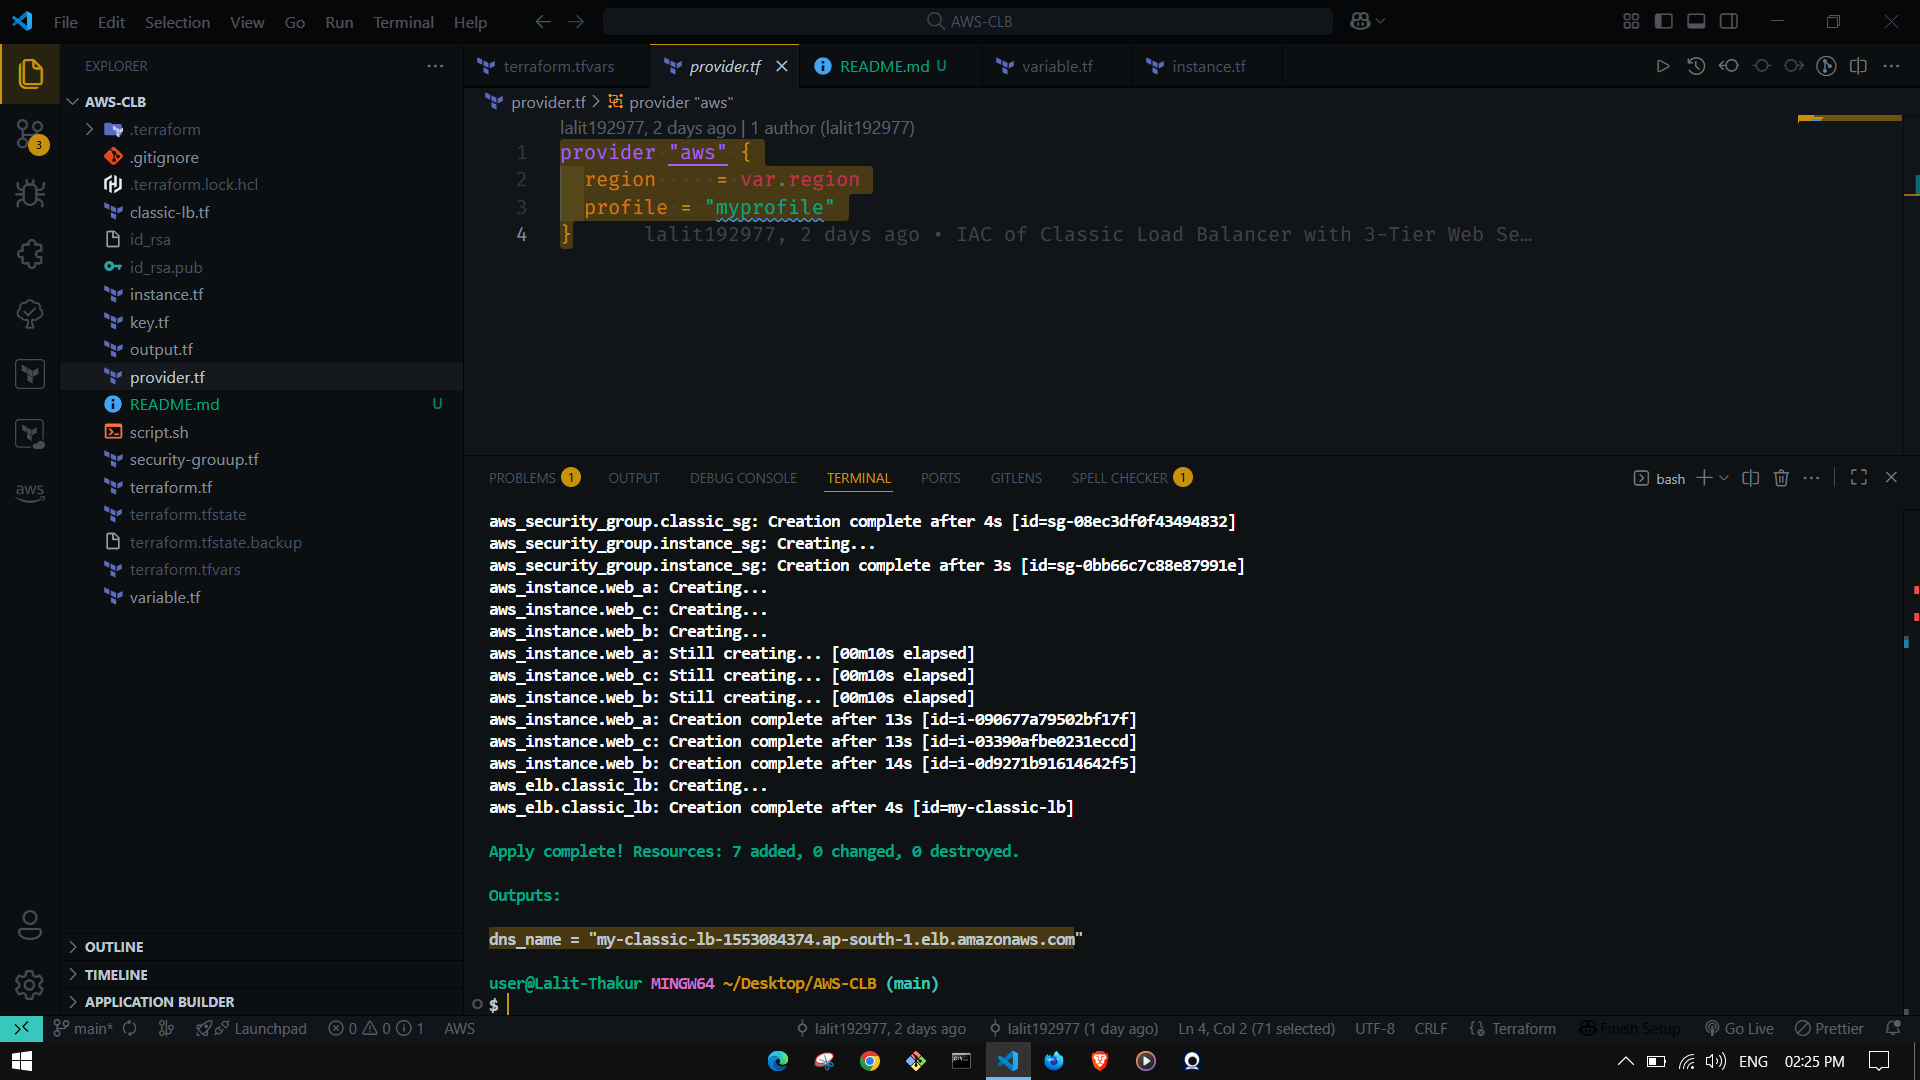 File Edit Selection View Go Run Terminal Help
AWS-CLB
EXPLORER
AWS-CLB
.terraform
.gitignore
.terraform.lock.hcl
classic-lb.tf
id_rsa
id_rsa.pub
instance.tf
key.tf
output.tf
provider.tf
README.md U
script.sh
security-grouup.tf
terraform.tf
terraform.tfstate
terraform.tfstate.backup
terraform.tfvars
variable.tf
OUTLINE
TIMELINE
APPLICATION BUILDER
3
aws
terraform.tfvars provider.tf README.md U variable.tf instance.tf
provider.tf > provider "aws"
lalit192977, 2 days ago | 1 author (lalit192977)
1 provider "aws" {
2 region = var.region
3 profile = "myprofile"
4 } lalit192977, 2 days ago • IAC of Classic Load Balancer with 3-Tier Web Se…
PROBLEMS 1 OUTPUT DEBUG CONSOLE TERMINAL PORTS GITLENS SPELL CHECKER 1 bash
aws_security_group.classic_sg: Creation complete after 4s [id=sg-08ec3df0f43494832]
aws_security_group.instance_sg: Creating...
aws_security_group.instance_sg: Creation complete after 3s [id=sg-0bb66c7c88e87991e]
aws_instance.web_a: Creating...
aws_instance.web_c: Creating...
aws_instance.web_b: Creating...
aws_instance.web_a: Still creating... [00m10s elapsed]
aws_instance.web_c: Still creating... [00m10s elapsed]
aws_instance.web_b: Still creating... [00m10s elapsed]
aws_instance.web_a: Creation complete after 13s [id=i-090677a79502bf17f]
aws_instance.web_c: Creation complete after 13s [id=i-03390afbe0231eccd]
aws_instance.web_b: Creation complete after 14s [id=i-0d9271b91614642f5]
aws_elb.classic_lb: Creating...
aws_elb.classic_lb: Creation complete after 4s [id=my-classic-lb]
Apply complete! Resources: 7 added, 0 changed, 0 destroyed.
Outputs:
dns_name = "my-classic-lb-1553084374.ap-south-1.elb.amazonaws.com"
user@Lalit-Thakur MINGW64 ~/Desktop/AWS-CLB (main)
$
main* Launchpad 0 0 1 AWS lalit192977, 2 days ago lalit192977 (1 day ago) Ln 4, Col 2 (71 selected) UTF-8 CRLF Terraform Finish Setup Go Live Prettier
ENG 02:25 PM